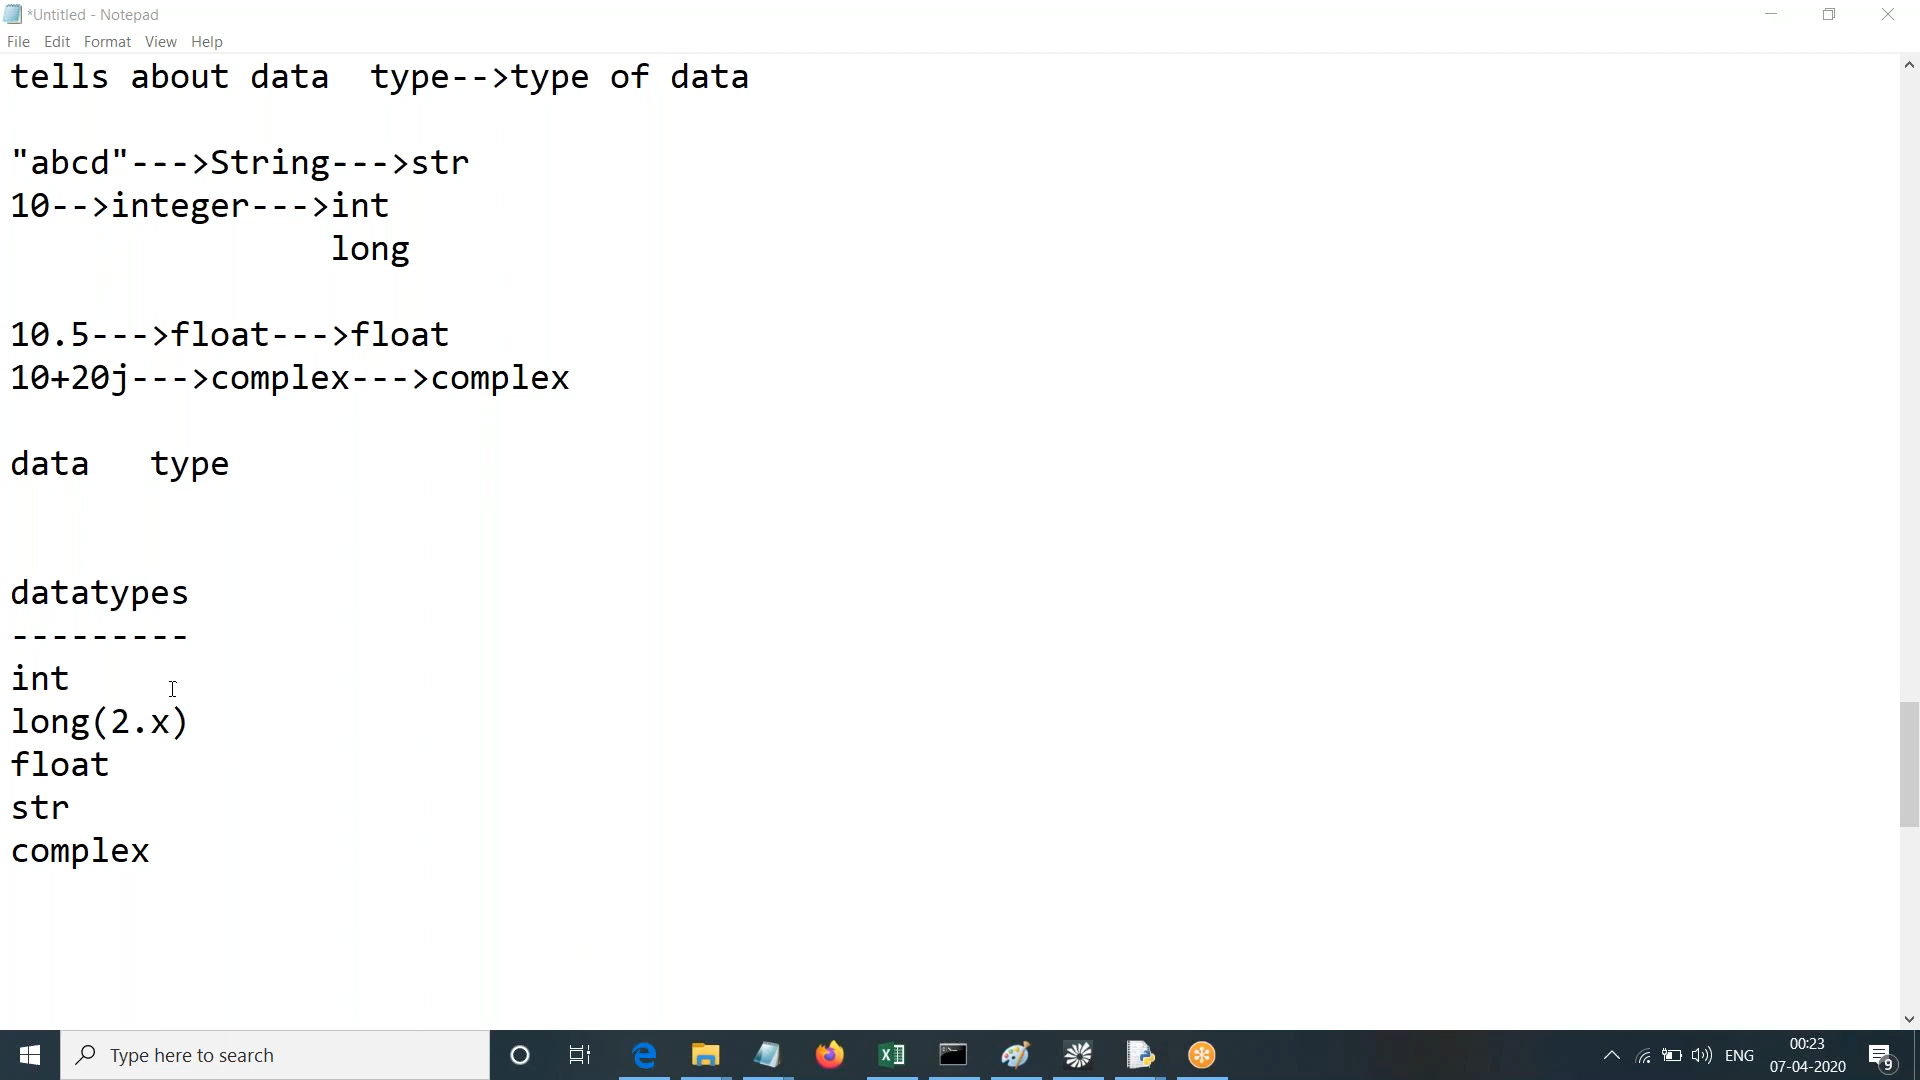 *Untitled - Notepad
File Edit Format View Help
tells about data  type-->type of data
"abcd"--->String--->str
10-->integer--->int
long
10.5--->float--->float
10+20j--->complex--->complex
data   type
datatypes
---------
int
long(2.x)
float
str
complex
Type here to search
ENG
00:23
07-04-2020
9